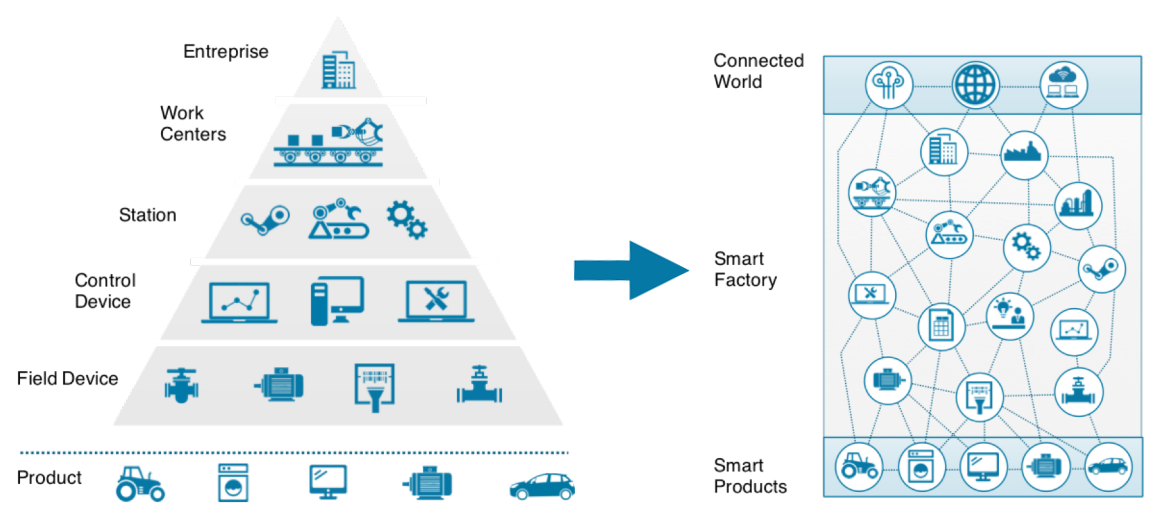 Entreprise
Work
Centers
Station
Control
Device
Field Device
Product
Connected
World
Smart
Factory
Smart
Products